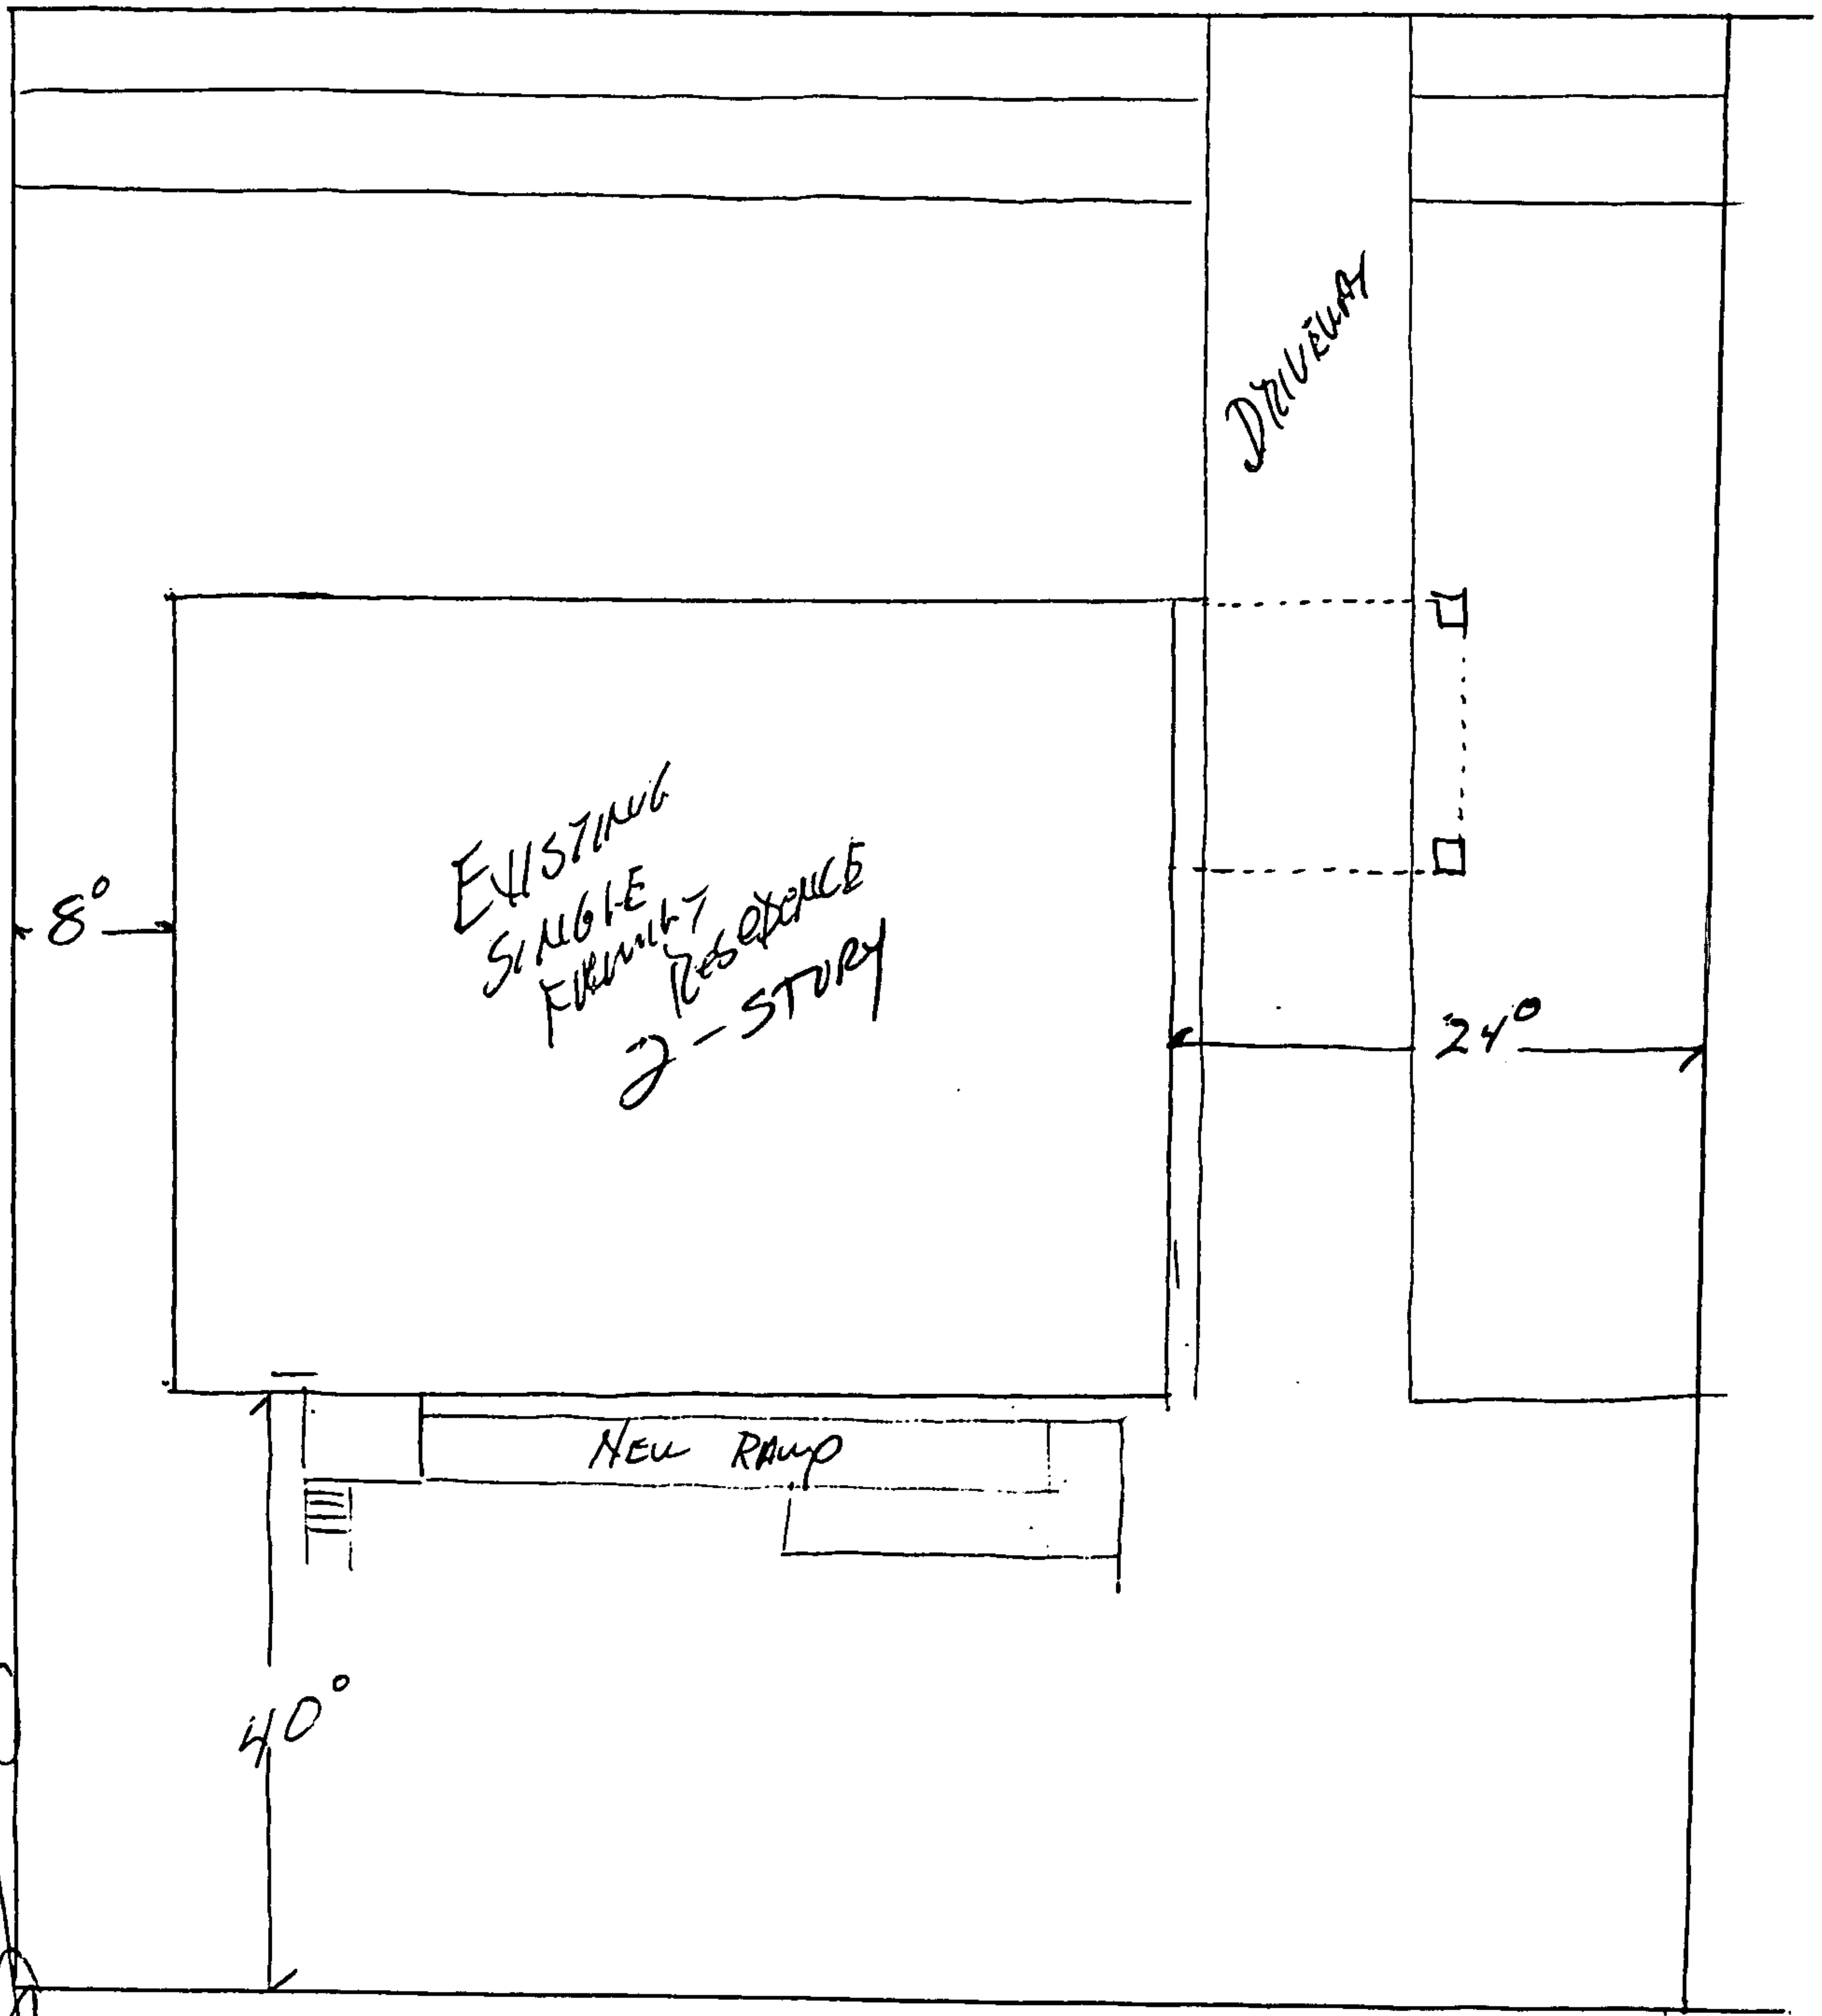 DRIVEWAY
EXISTING
SINGLE
FAMILY
RESIDENCE
2-STORY
8°
24°
NEW RAMP
40°